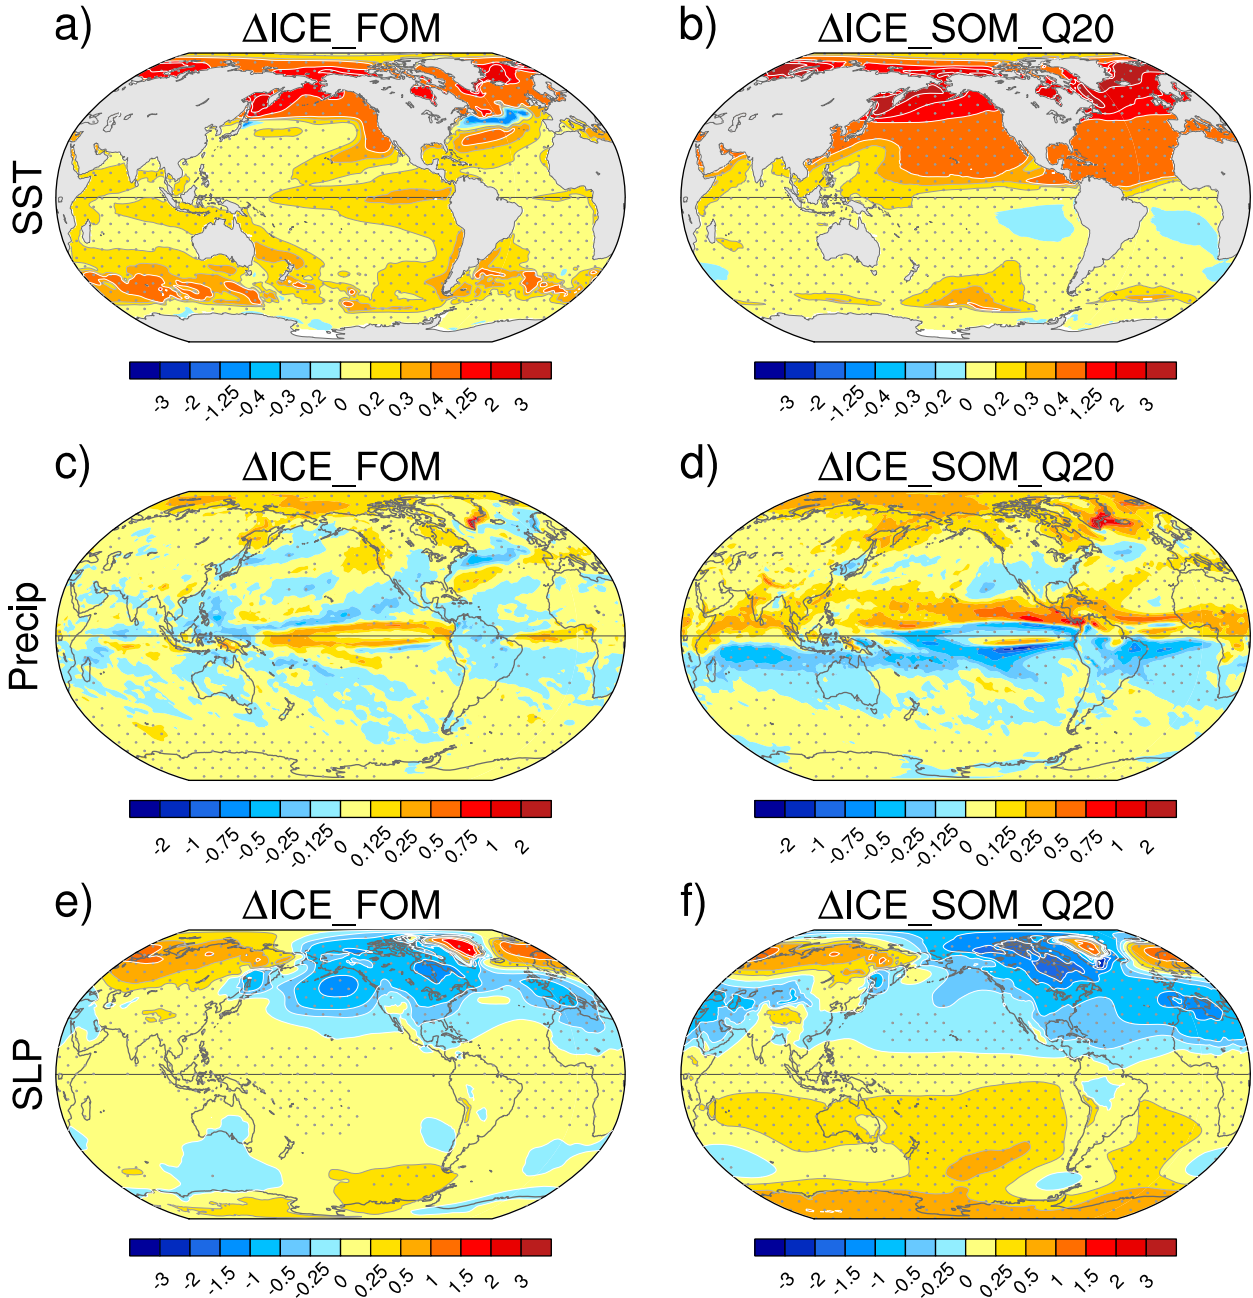 a) ΔICE_FOM
b) ΔICE_SOM_Q20
SST
-3 -2 -1.25 -0.4 -0.3 -0.2 0 0.2 0.3 0.4 1.25 2 3
-3 -2 -1.25 -0.4 -0.3 -0.2 0 0.2 0.3 0.4 1.25 2 3
c) ΔICE_FOM
d) ΔICE_SOM_Q20
Precip
-2 -1 -0.75 -0.5 -0.25 -0.125 0 0.125 0.25 0.5 0.75 1 2
-2 -1 -0.75 -0.5 -0.25 -0.125 0 0.125 0.25 0.5 0.75 1 2
e) ΔICE_FOM
f) ΔICE_SOM_Q20
SLP
-3 -2 -1.5 -1 -0.5 -0.25 0 0.25 0.5 1 1.5 2 3
-3 -2 -1.5 -1 -0.5 -0.25 0 0.25 0.5 1 1.5 2 3